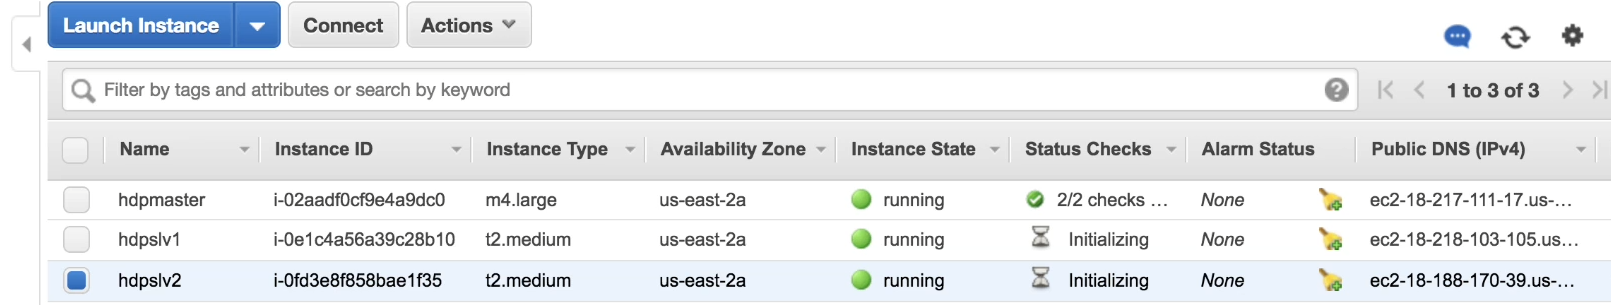 Launch Instance Connect Actions
Filter by tags and attributes or search by keyword 1 to 3 of 3
Name Instance ID Instance Type Availability Zone Instance State Status Checks Alarm Status Public DNS (IPv4)
hdpmaster i-02aadf0cf9e4a9dc0 m4.large us-east-2a running 2/2 checks ... None ec2-18-217-111-17.us-...
hdpslv1 i-0e1c4a56a39c28b10 t2.medium us-east-2a running Initializing None ec2-18-218-103-105.us...
hdpslv2 i-0fd3e8f858bae1f35 t2.medium us-east-2a running Initializing None ec2-18-188-170-39.us-...